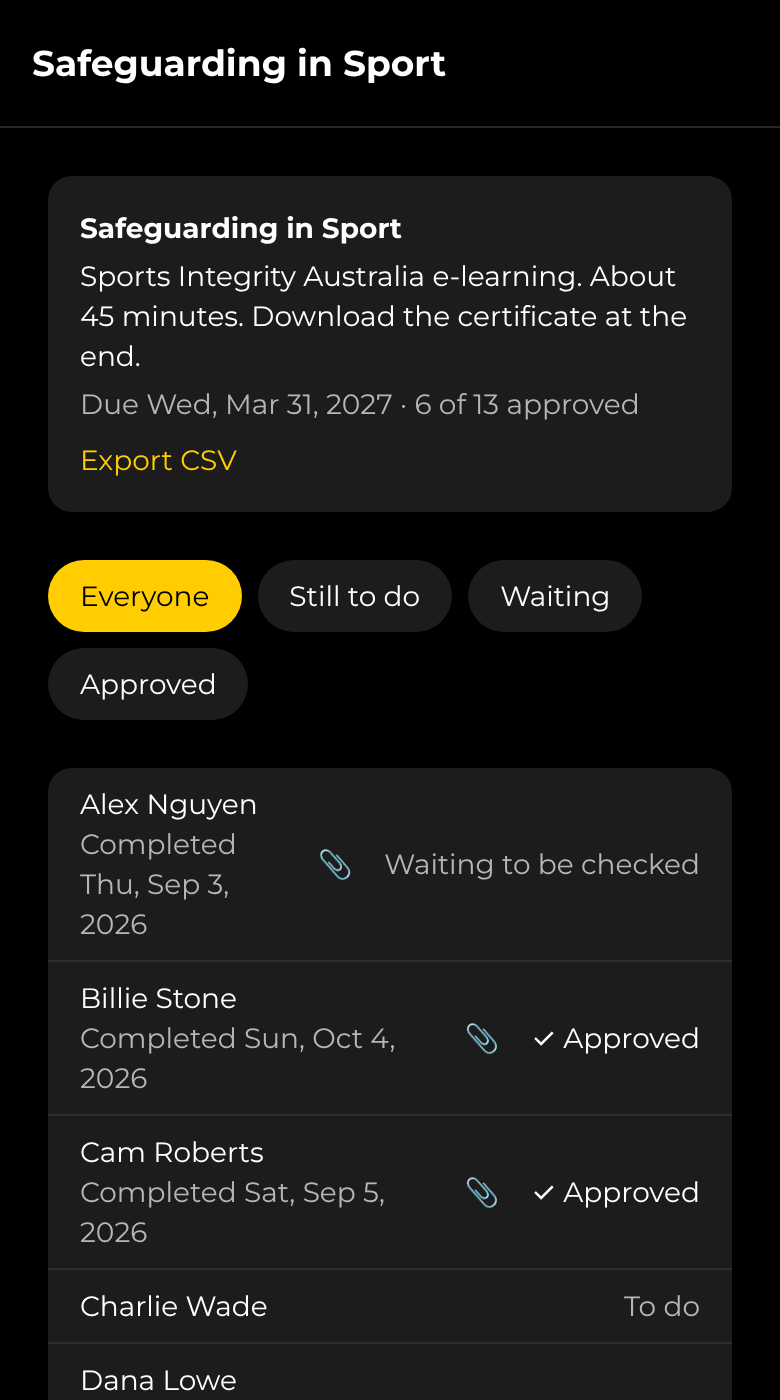 Safeguarding in Sport
Safeguarding in Sport
Sports Integrity Australia e-learning. About
45 minutes. Download the certificate at the
end.
Due Wed, Mar 31, 2027 · 6 of 13 approved
Export CSV
Everyone
Still to do
Waiting
Approved
Alex Nguyen
Completed
Thu, Sep 3,
2026
Waiting to be checked
Billie Stone
Completed Sun, Oct 4,
2026
✓ Approved
Cam Roberts
Completed Sat, Sep 5,
2026
✓ Approved
Charlie Wade
To do
Dana Lowe